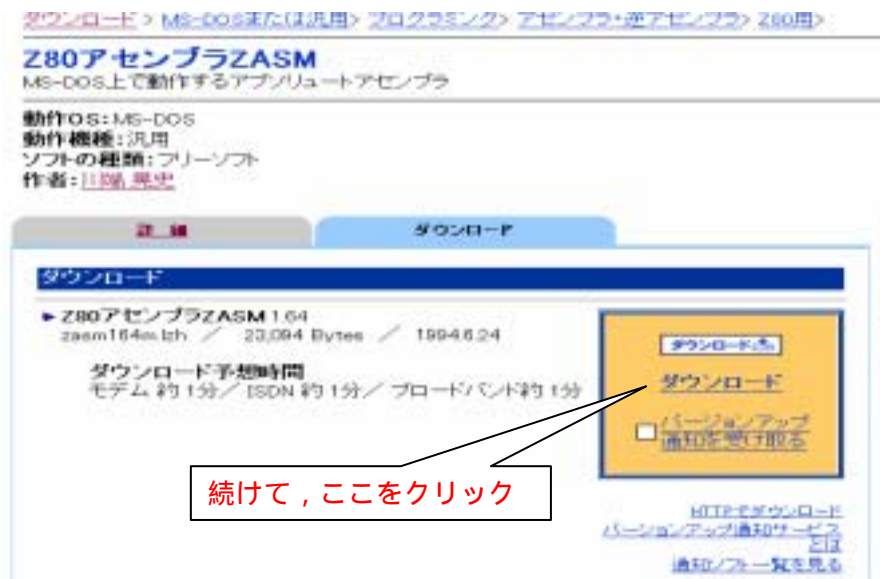 ダウンロード> MS-DOSまたは汎用> プログラミング> アセンブラ・逆アセンブラ> Z80用>
Z80アセンブラZASM
MS-DOS上で動作するアブソリュートアセンブラ
動作OS:MS-DOS
動作機種:汎用
ソフトの種類:フリーソフト
作者:川端 晃史
詳細
ダウンロード
ダウンロード
Z80アセンブラZASM 1.64
zasm164m.lzh / 23,094 Bytes / 1994.6.24
ダウンロード予想時間
モデム 約1分/ ISDN 約1分/ ブロードバンド約1分
ダウンロード
ダウンロード
バージョンアップ
通知を受け取る
続けて,ここをクリック
HTTPでダウンロード
バージョンアップ通知サービス
とは
通知ソフト一覧を見る